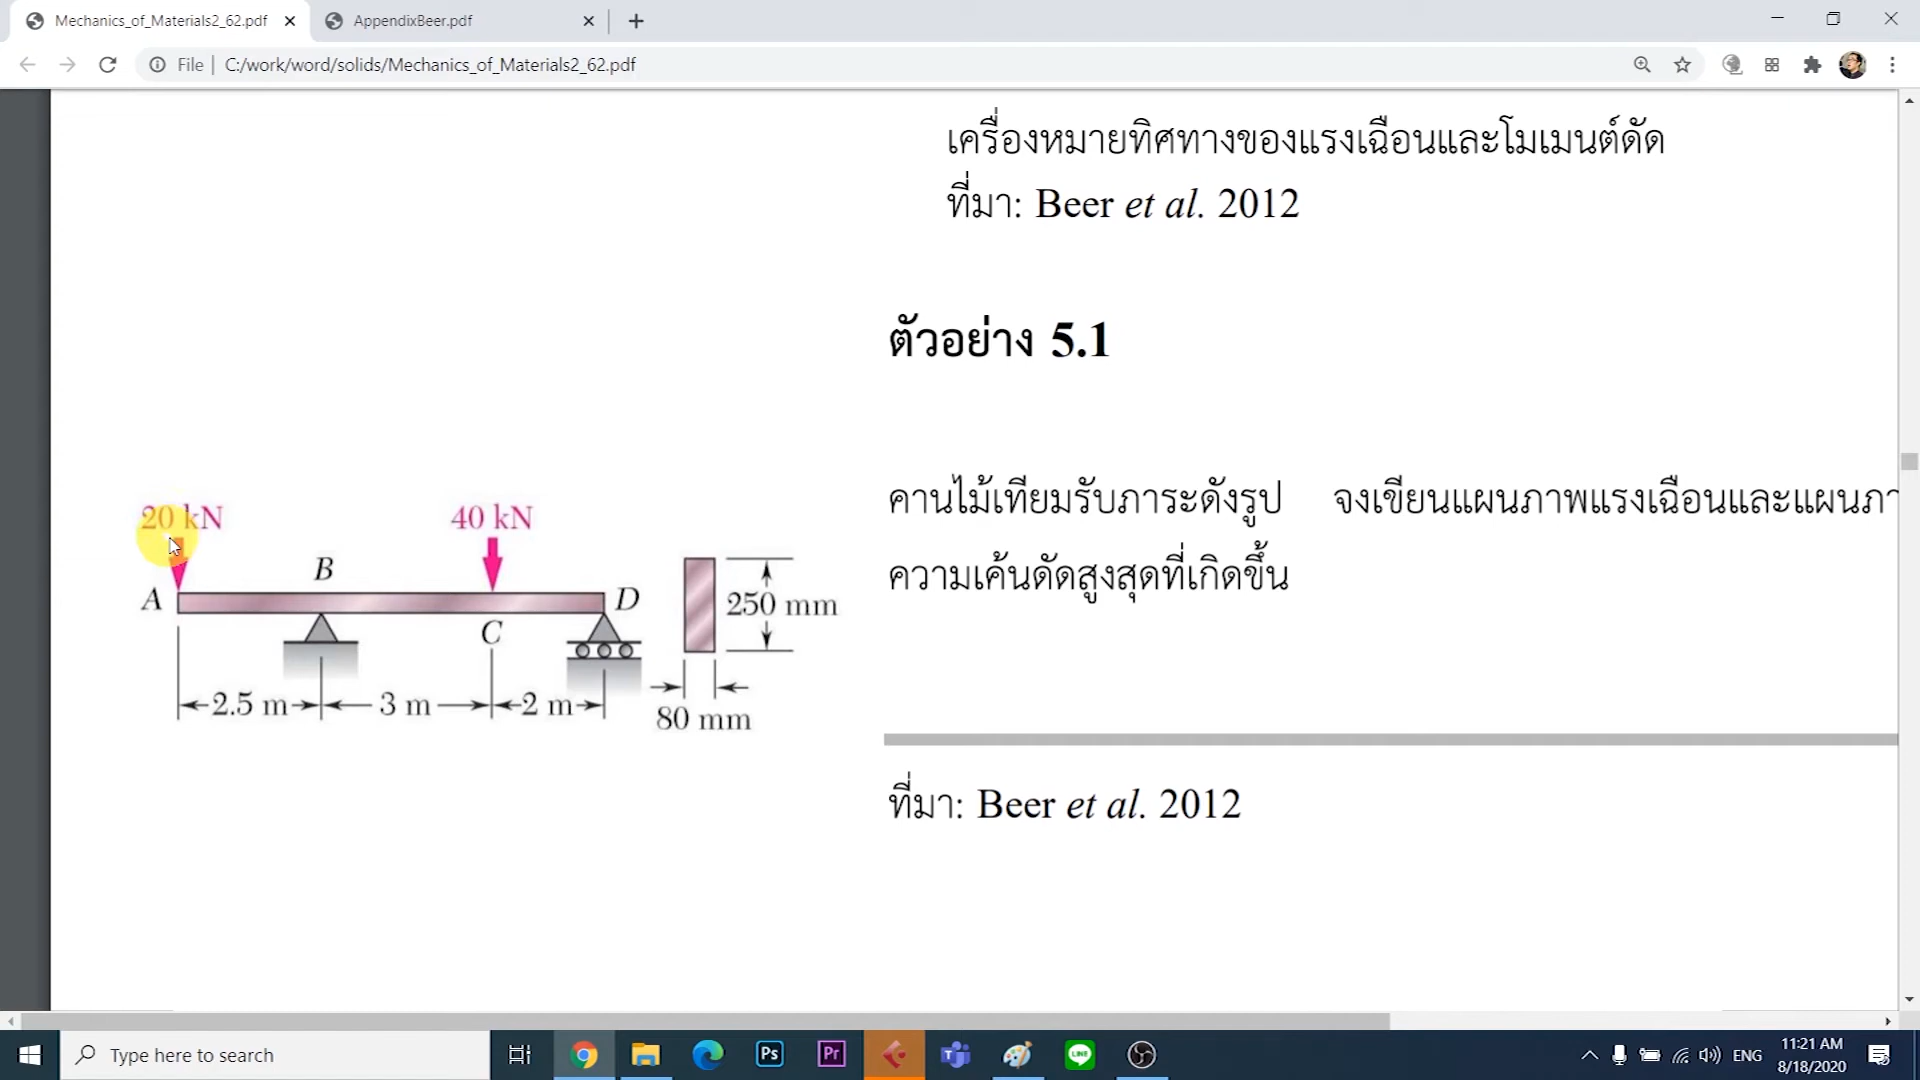 Mechanics_of_Materials2_62.pdf
AppendixBeer.pdf
File | C:/work/word/solids/Mechanics_of_Materials2_62.pdf
เครื่องหมายทิศทางของแรงเฉือนและโมเมนต์ดัด
ที่มา: Beer et al. 2012
ตัวอย่าง 5.1
คานไม้เทียมรับภาระดังรูป จงเขียนแผนภาพแรงเฉือนและแผนภา
ความเค้นดัดสูงสุดที่เกิดขึ้น
20 kN
40 kN
B
A
D
C
250 mm
2.5 m
3 m
2 m
80 mm
ที่มา: Beer et al. 2012
Type here to search
Ps
Pr
T
LINE
ENG
11:21 AM
8/18/2020